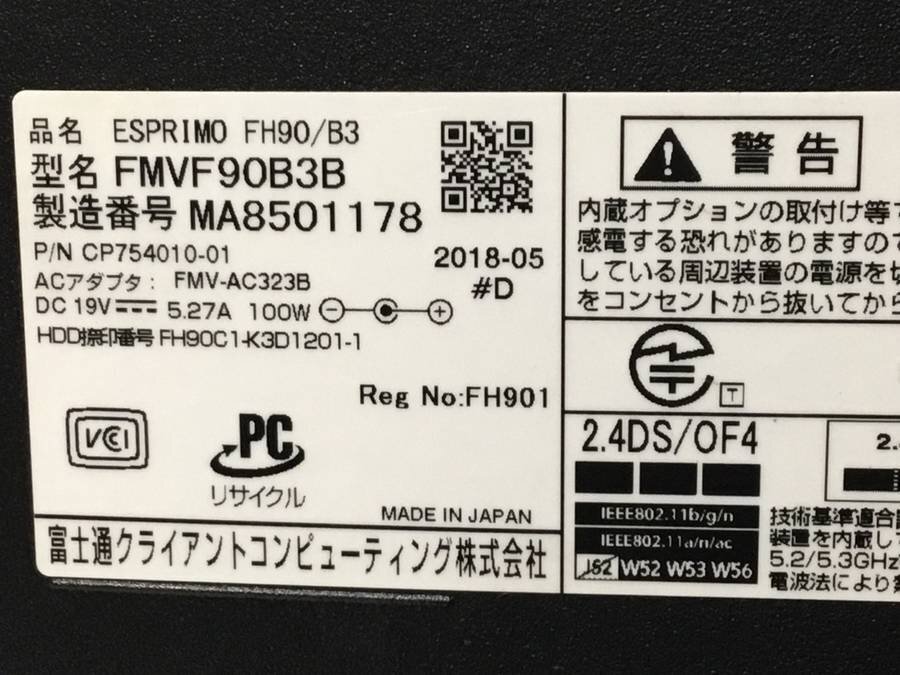 品名 ESPRIMO FH90/B3
型名 FMVF90B3B
製造番号 MA8501178
P/N CP754010-01
2018-05
ACアダプタ: FMV-AC323B
#D
DC 19V 5.27A 100W
HDD捺印番号 FH90C1-K3D1201-1
Reg No:FH901
VCCI
PC
リサイクル
MADE IN JAPAN
富士通クライアントコンピューティング株式会社
警告
内蔵オプションの取付け等
感電する恐れがありますので
している周辺装置の電源を切
をコンセントから抜いてから
T
2.4DS/OF4
2.
IEEE802.11b/g/n
IEEE802.11a/n/ac
J52 W52 W53 W56
技術基準適合
装置を内蔵して
5.2/5.3GHz
電波法により